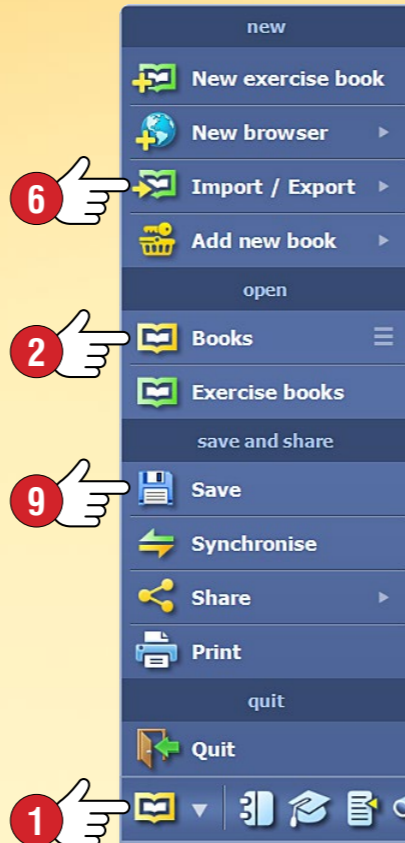 new
New exercise book
New browser
6 Import / Export
Add new book
open
2 Books
Exercise books
save and share
9 Save
Synchronise
Share
Print
quit
Quit
1